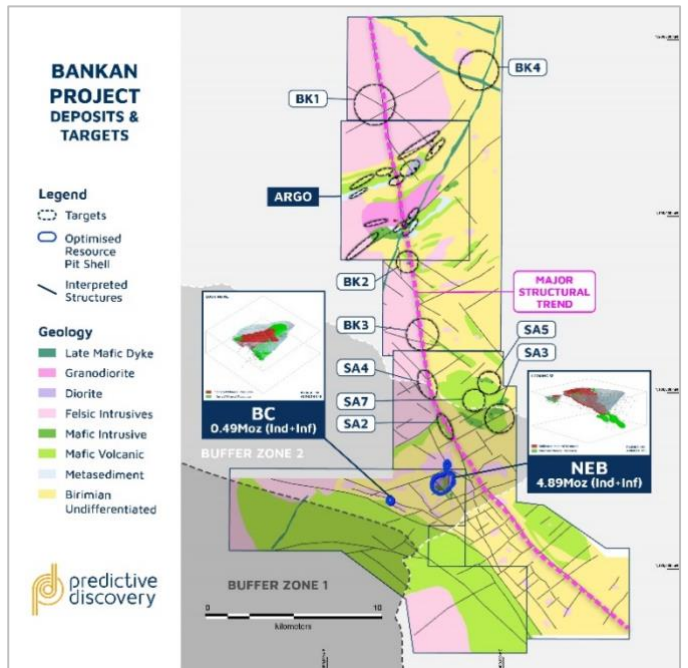 BANKAN
PROJECT
DEPOSITS &
TARGETS
Legend
Targets
Optimised
Resource
Pit Shell
Interpreted
Structures
Geology
Late Mafic Dyke
Granodiorite
Diorite
Felsic Intrusives
Mafic Intrusive
Mafic Volcanic
Metasediment
Birimian
Undifferentiated
predictive
discovery
BK4
BK1
ARGO
BK2
MAJOR
STRUCTURAL
TREND
BK3
SA5
SA3
SA4
SA7
SA2
BC
0.49Moz (Ind+Inf)
NEB
4.89Moz (Ind+Inf)
BUFFER ZONE 2
BUFFER ZONE 1
0 10
kilometers